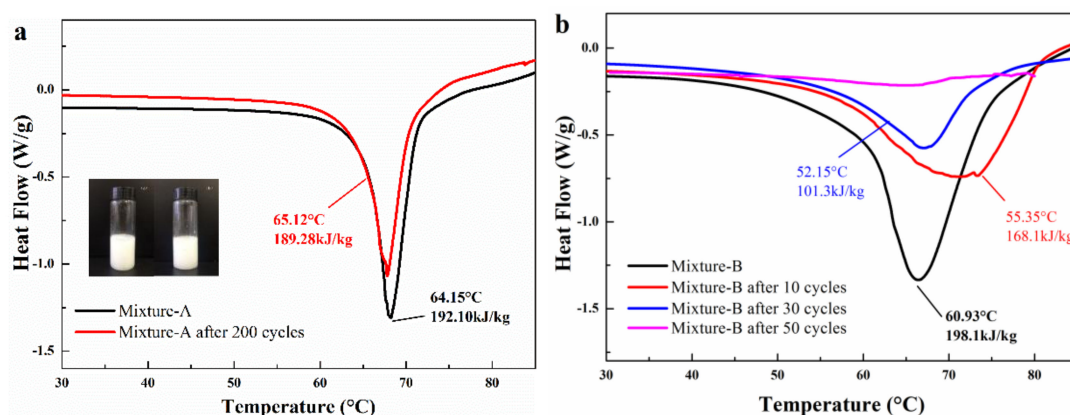 a
Heat Flow (W/g)
0.0
-0.5
-1.0
-1.5
65.12°C
189.28kJ/kg
64.15°C
192.10kJ/kg
Mixture-A
Mixture-A after 200 cycles
30 40 50 60 70 80
Temperature (°C)
b
Heat Flow (W/g)
0.0
-0.5
-1.0
-1.5
52.15°C
101.3kJ/kg
55.35°C
168.1kJ/kg
Mixture-B
Mixture-B after 10 cycles
Mixture-B after 30 cycles
Mixture-B after 50 cycles
60.93°C
198.1kJ/kg
30 40 50 60 70 80
Temperature (°C)